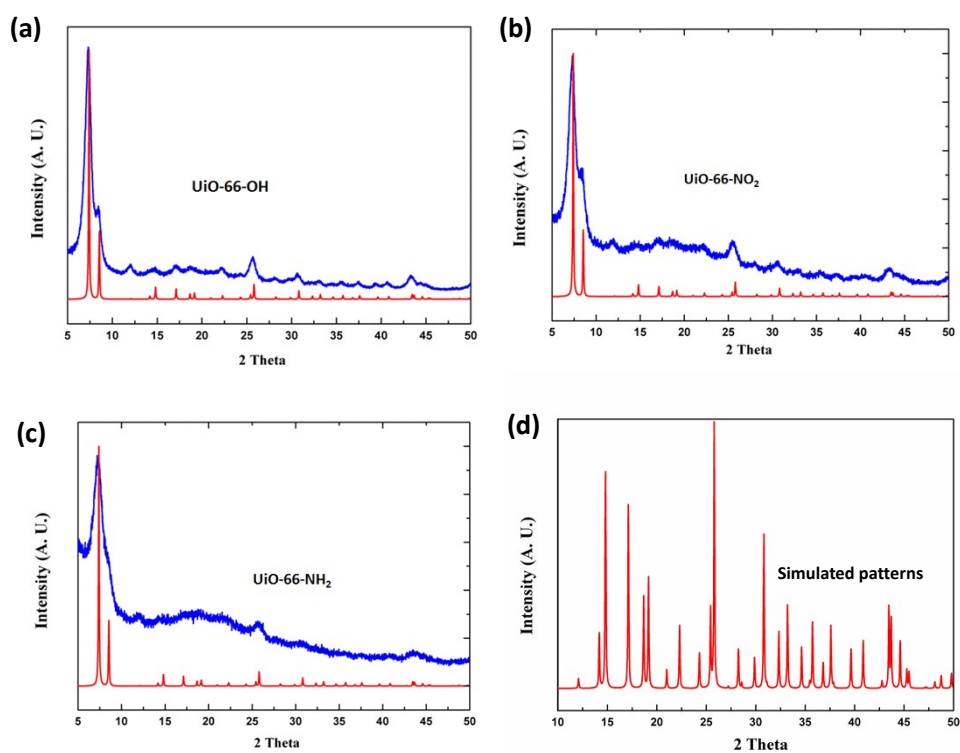 (a)
Intensity (A. U.)
UiO-66-OH
5 10 15 20 25 30 35 40 45 50
2 Theta
(b)
Intensity (A. U.)
UiO-66-NO₂
5 10 15 20 25 30 35 40 45 50
2 Theta
(c)
Intensity (A. U.)
UiO-66-NH₂
5 10 15 20 25 30 35 40 45 50
2 Theta
(d)
Intensity (A. U.)
Simulated patterns
10 15 20 25 30 35 40 45 50
2 Theta